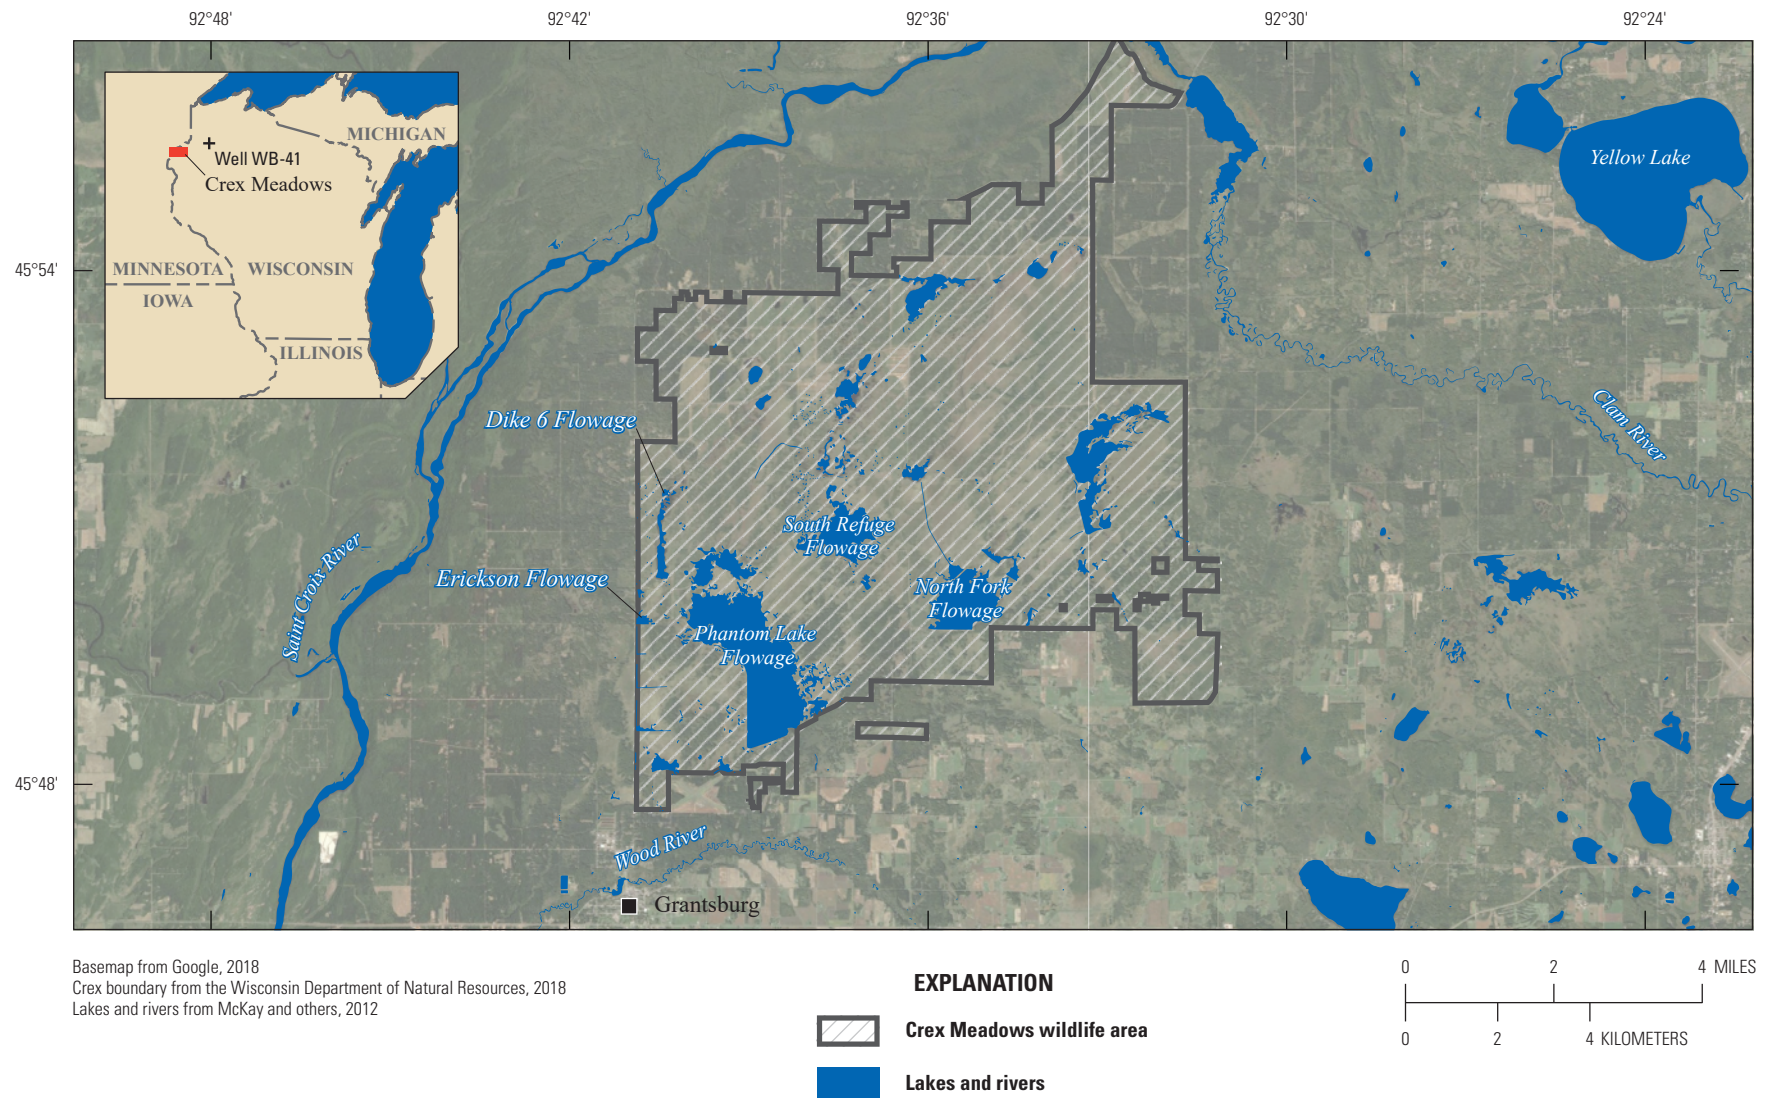 92°48'
92°42'
92°36'
92°30'
92°24'
45°54'
45°48'
MICHIGAN
Well WB-41
Crex Meadows
MINNESOTA
WISCONSIN
IOWA
ILLINOIS
Yellow Lake
Clam River
Dike 6 Flowage
South Refuge
Flowage
Erickson Flowage
North Fork
Flowage
Phantom Lake
Flowage
Saint Croix River
Wood River
Grantsburg
Basemap from Google, 2018
Crex boundary from the Wisconsin Department of Natural Resources, 2018
Lakes and rivers from McKay and others, 2012
EXPLANATION
Crex Meadows wildlife area
Lakes and rivers
0 2 4 MILES
0 2 4 KILOMETERS